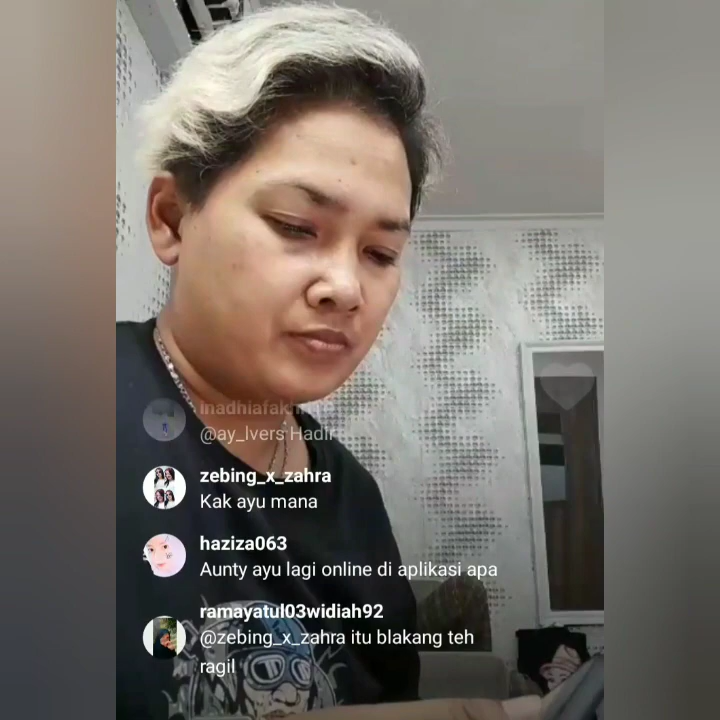 @ay_lvers Hadir
zebing_x_zahra
Kak ayu mana
haziza063
Aunty ayu lagi online di aplikasi apa
ramayatul03widiah92
@zebing_x_zahra itu blakang teh
ragil